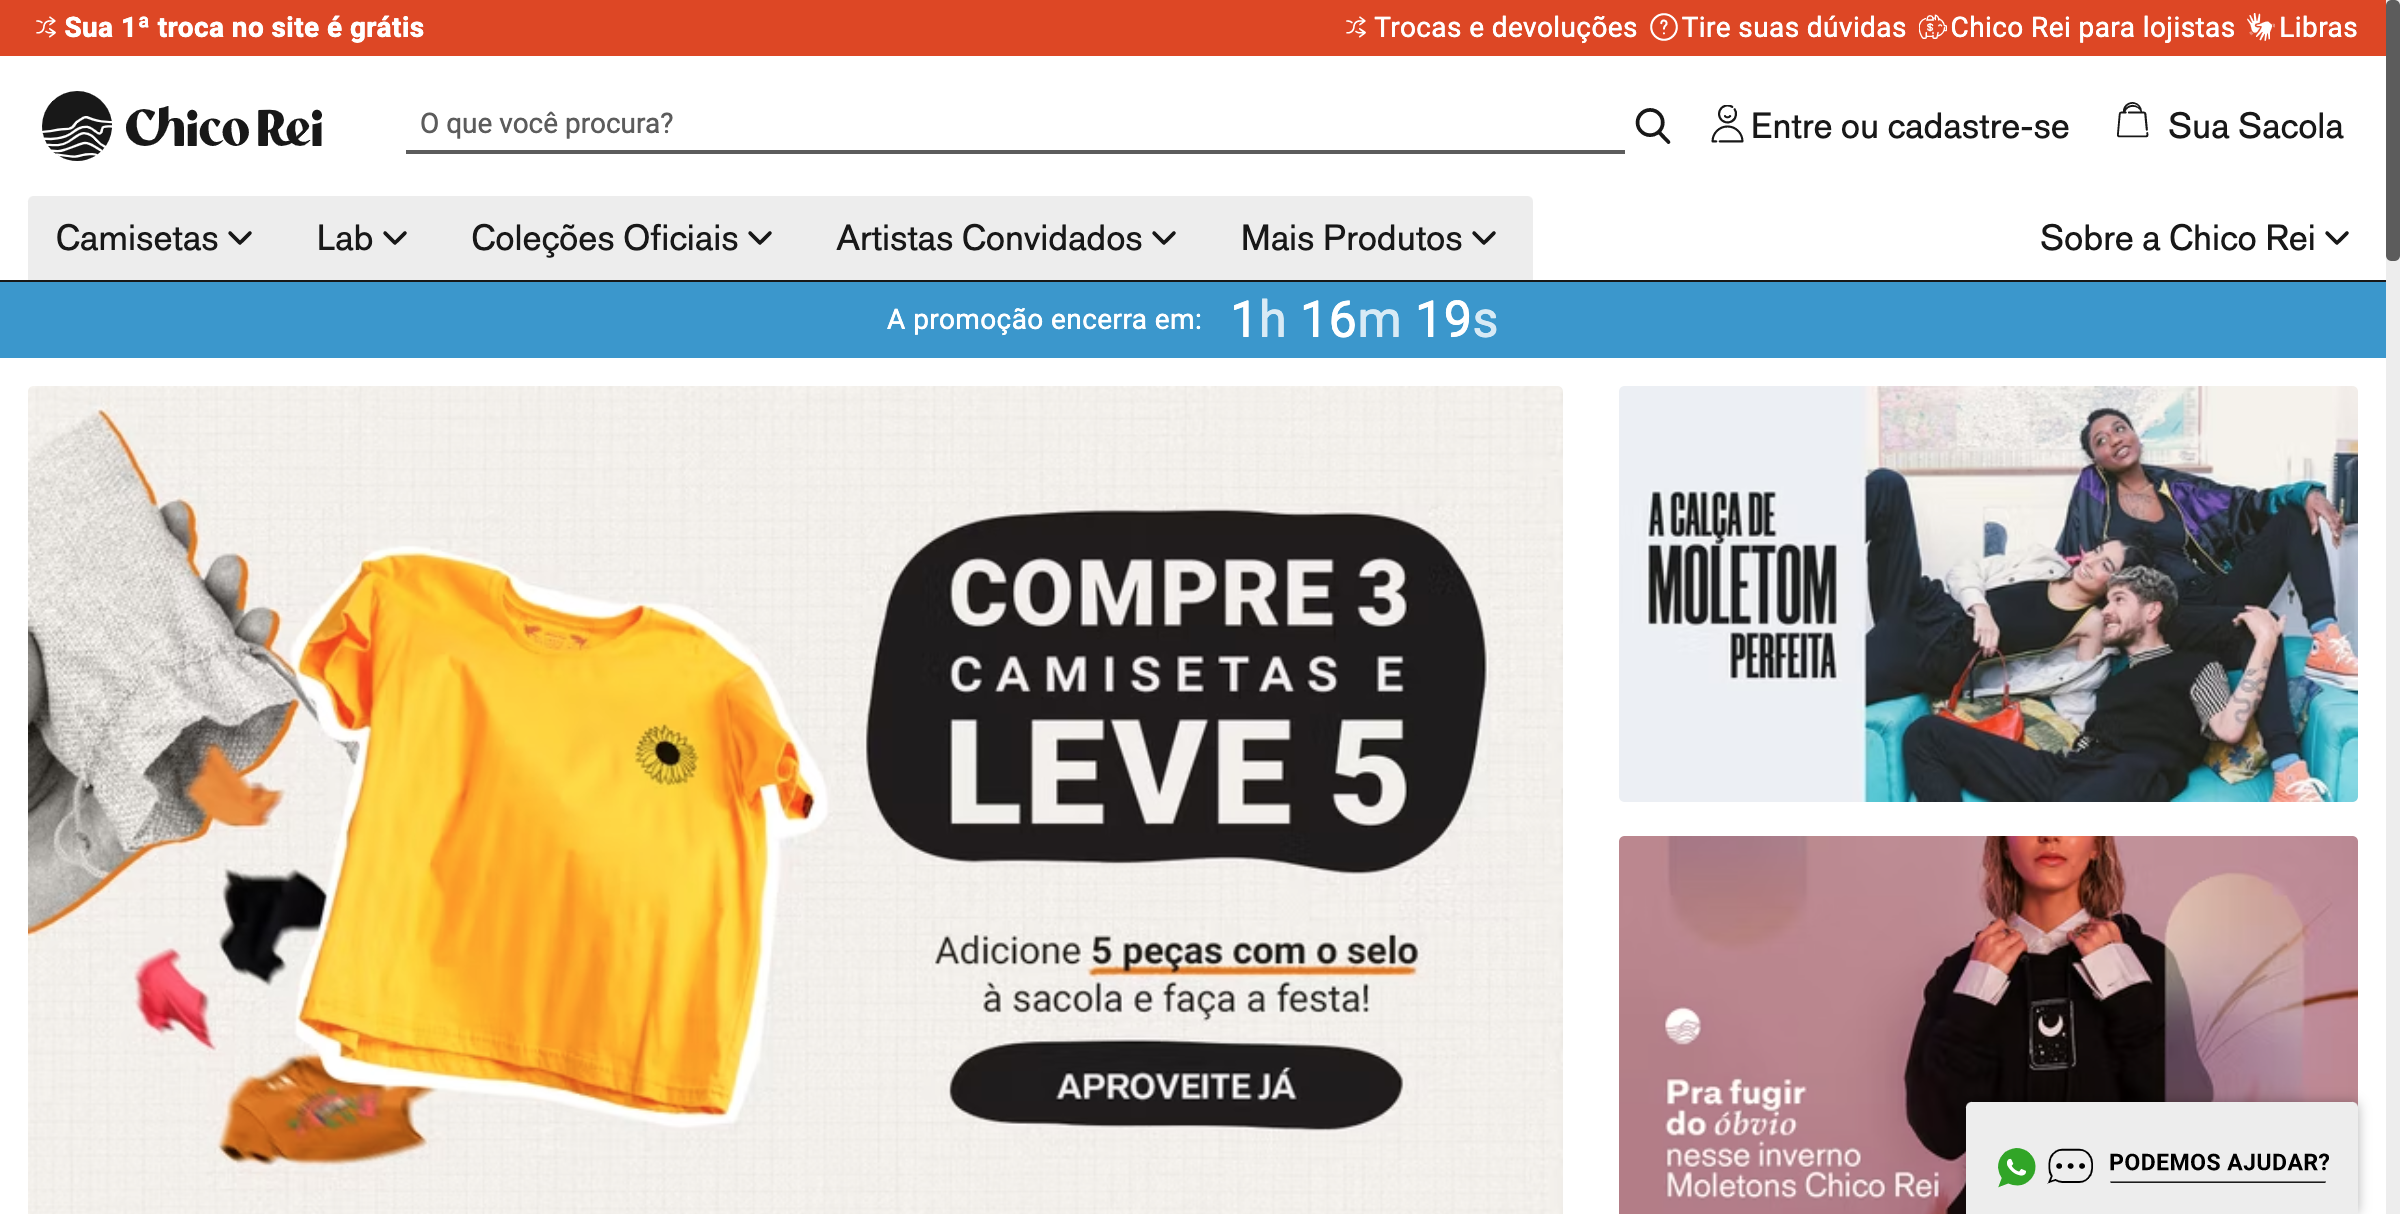 Sua 1ª troca no site é grátis
Trocas e devoluções
Tire suas dúvidas
Chico Rei para lojistas
Libras
Chico Rei
O que você procura?
Entre ou cadastre-se
Sua Sacola
Camisetas
Lab
Coleções Oficiais
Artistas Convidados
Mais Produtos
Sobre a Chico Rei
A promoção encerra em: 1h 16m 19s
COMPRE 3
CAMISETAS E
LEVE 5
Adicione 5 peças com o selo
à sacola e faça a festa!
APROVEITE JÁ
A CALÇA DE
MOLETOM
PERFEITA
Pra fugir
do óbvio
nesse inverno
Moletons Chico Rei
PODEMOS AJUDAR?